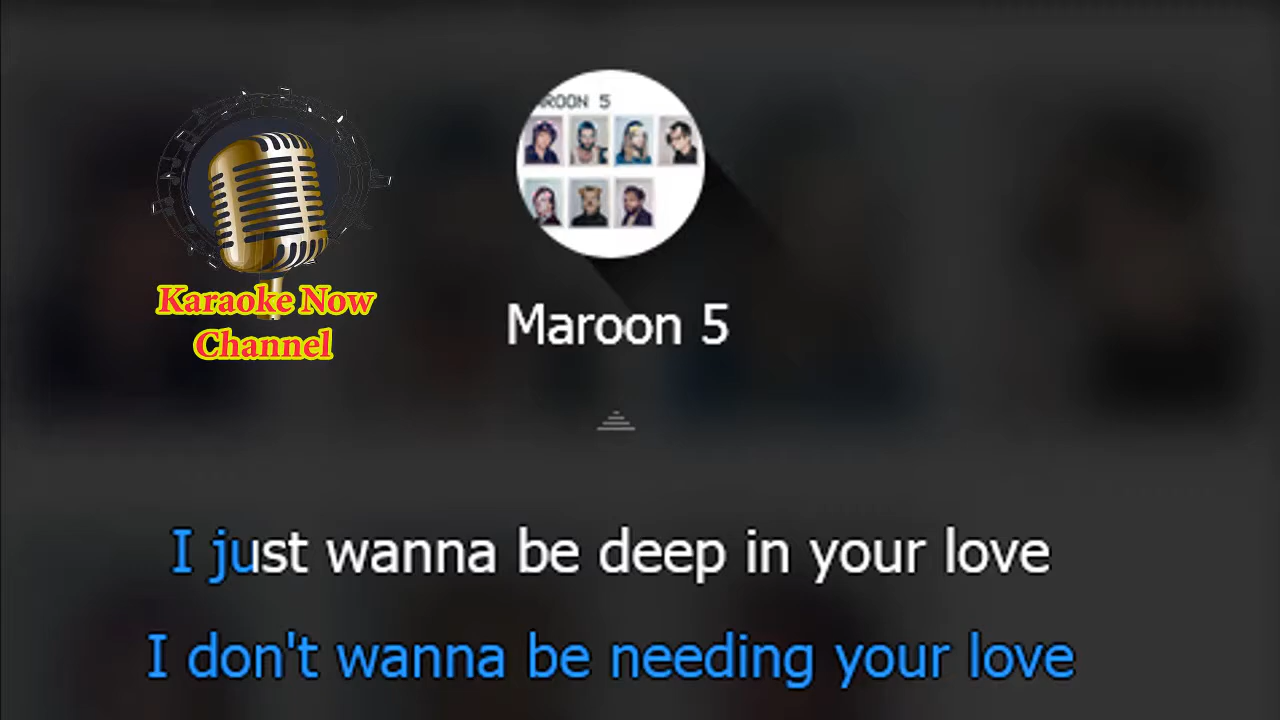 AROON 5
Karaoke Now
Channel
Maroon 5
I just wanna be deep in your love
I don't wanna be needing your love